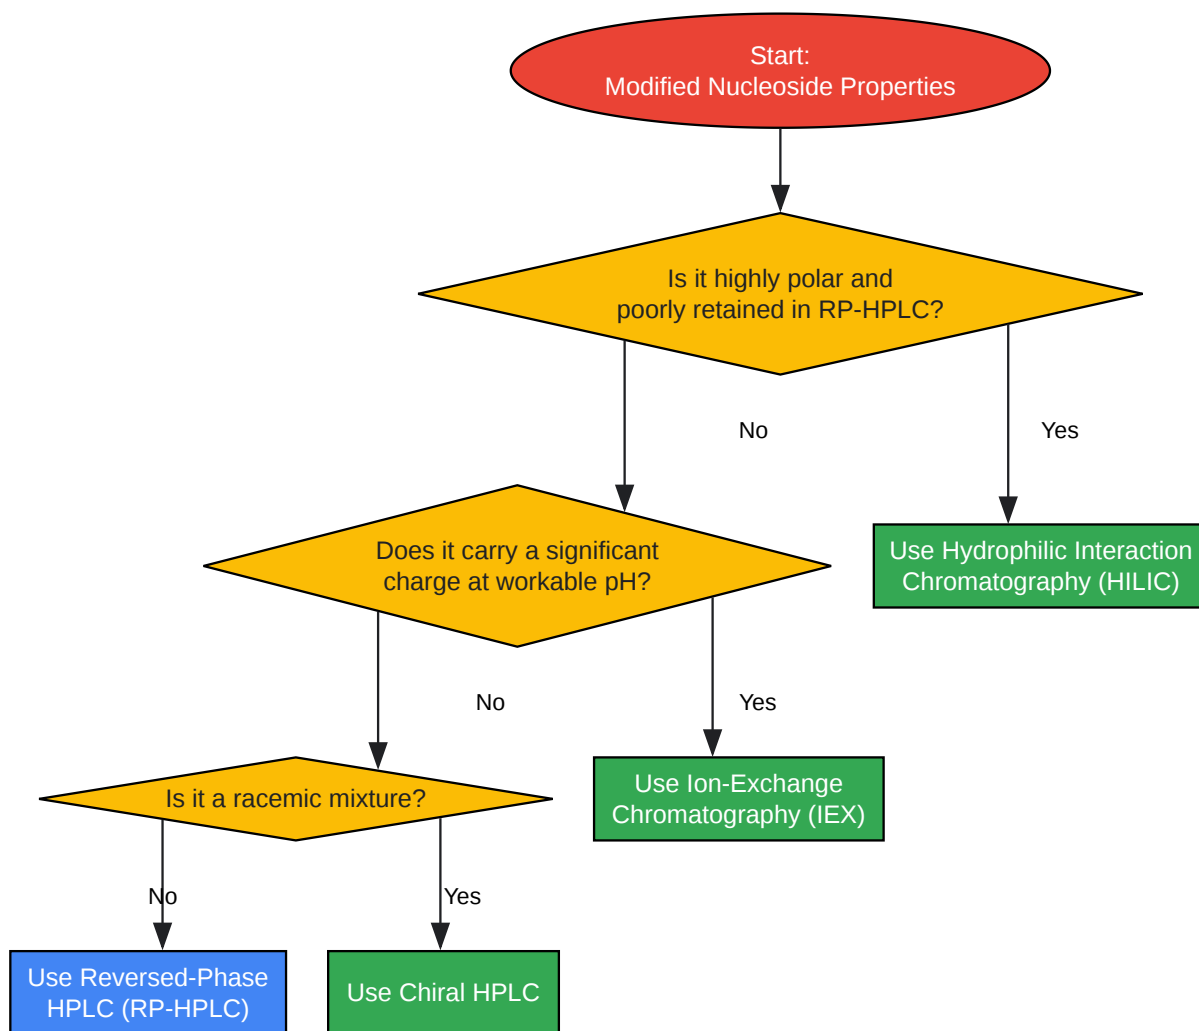 Start:
Modified Nucleoside Properties
Is it highly polar and
poorly retained in RP-HPLC?
No
Yes
Does it carry a significant
charge at workable pH?
Use Hydrophilic Interaction
Chromatography (HILIC)
No
Yes
Is it a racemic mixture?
Use Ion-Exchange
Chromatography (IEX)
No
Yes
Use Reversed-Phase
HPLC (RP-HPLC)
Use Chiral HPLC